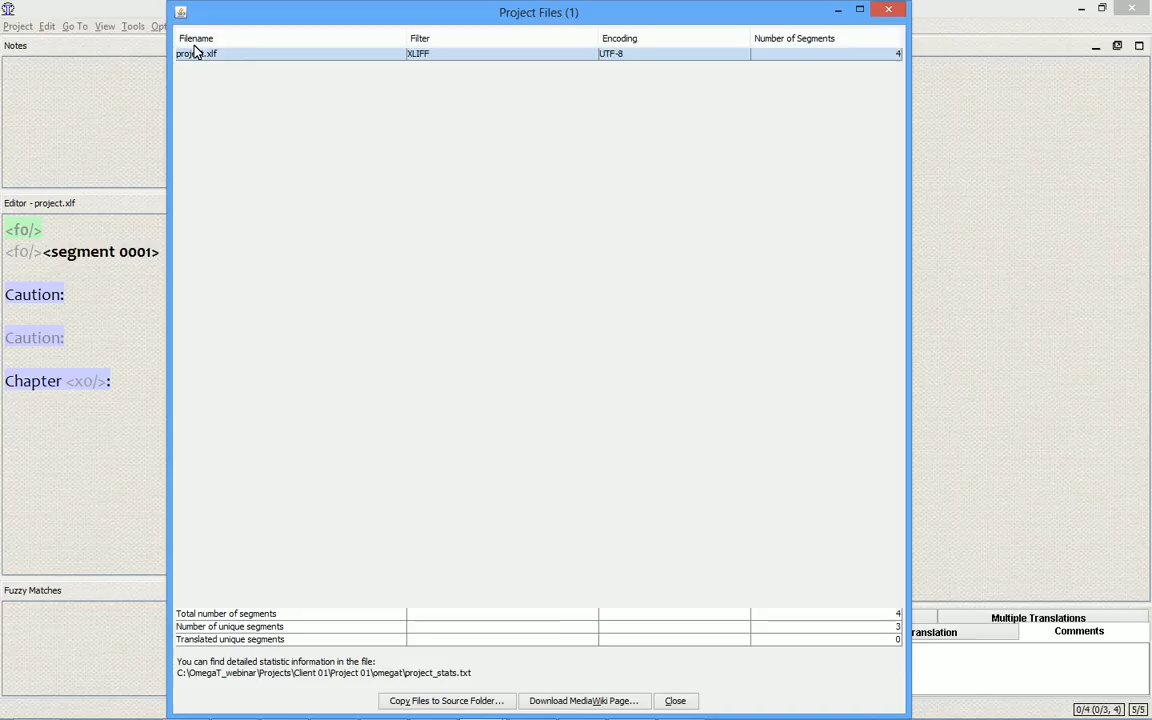 Project Files (1)
Project Edit Go To View Tools Opt
Notes
Filename Filter Encoding Number of Segments
project.xlf XLIFF UTF-8 4
Editor - project.xlf
<f0/>
<f0/><segment 0001>
Caution:
Caution:
Chapter <x0/>:
Fuzzy Matches
Total number of segments 4
Number of unique segments 3
Translated unique segments 0
You can find detailed statistic information in the file:
C:\OmegaT_webinar\Projects\Client 01\Project 01\omegat\project_stats.txt
Copy Files to Source Folder... Download MediaWiki Page... Close
Multiple Translations
ranslation Comments
0/4 (0/3, 4) 5/5